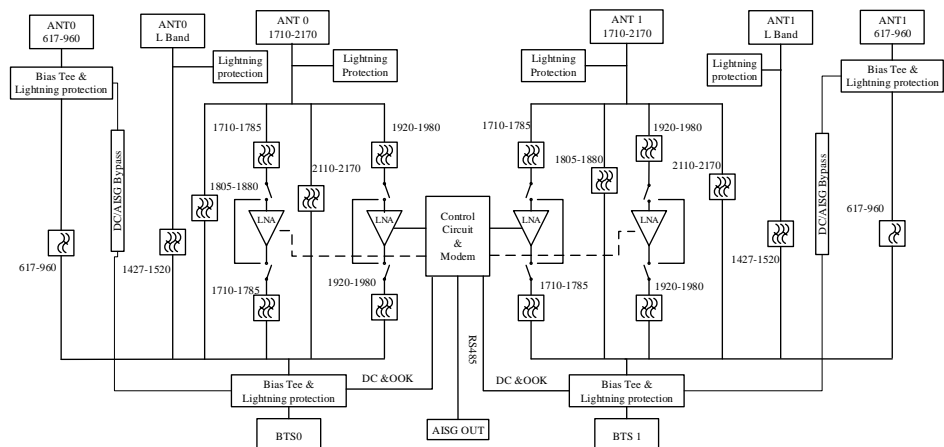 ANT0
617-960
ANT0
L Band
ANT 0
1710-2170
ANT 1
1710-2170
ANT1
L Band
ANT1
617-960
Bias Tee &
Lightning protection
Lightning
protection
Lightning
Protection
Lightning
Protection
Lightning
protection
Bias Tee &
Lightning protection
1710-1785
1920-1980
1710-1785
1920-1980
1805-1880
2110-2170
2110-2170
DC/AISG Bypass
1805-1880
DC/AISG Bypass
617-960
LNA
LNA
Control
Circuit
&
Modem
LNA
LNA
617-960
1427-1520
1427-1520
1710-1785
1920-1980
1710-1785
1920-1980
RS485
Bias Tee &
Lightning protection
DC &OOK
DC &OOK
Bias Tee &
Lightning protection
BTS0
AISG OUT
BTS 1